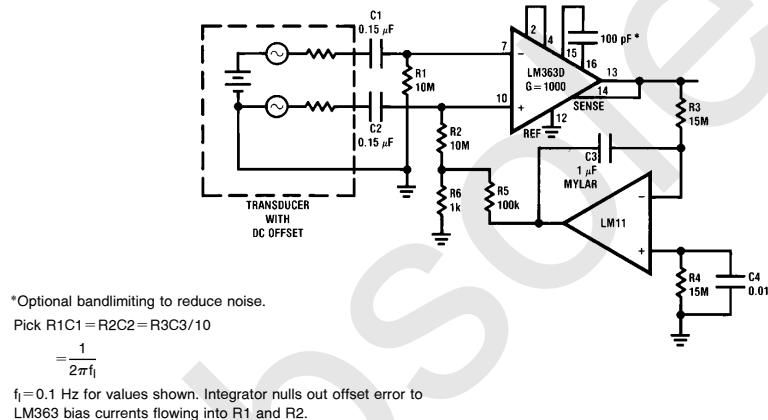 C1
0.15 μF
7
−
2
4
15
100 pF *
16
13
LM363D
G = 1000
14
SENSE
R1
10M
10
+
12
REF
C2
0.15 μF
R2
10M
R3
15M
C3
1 μF
MYLAR
R6
1k
R5
100k
LM11
−
+
R4
15M
C4
0.01
TRANSDUCER
WITH
DC OFFSET
*Optional bandlimiting to reduce noise.
Pick R1C1 = R2C2 = R3C3/10
= 1
2πfl
fl = 0.1 Hz for values shown. Integrator nulls out offset error to
LM363 bias currents flowing into R1 and R2.